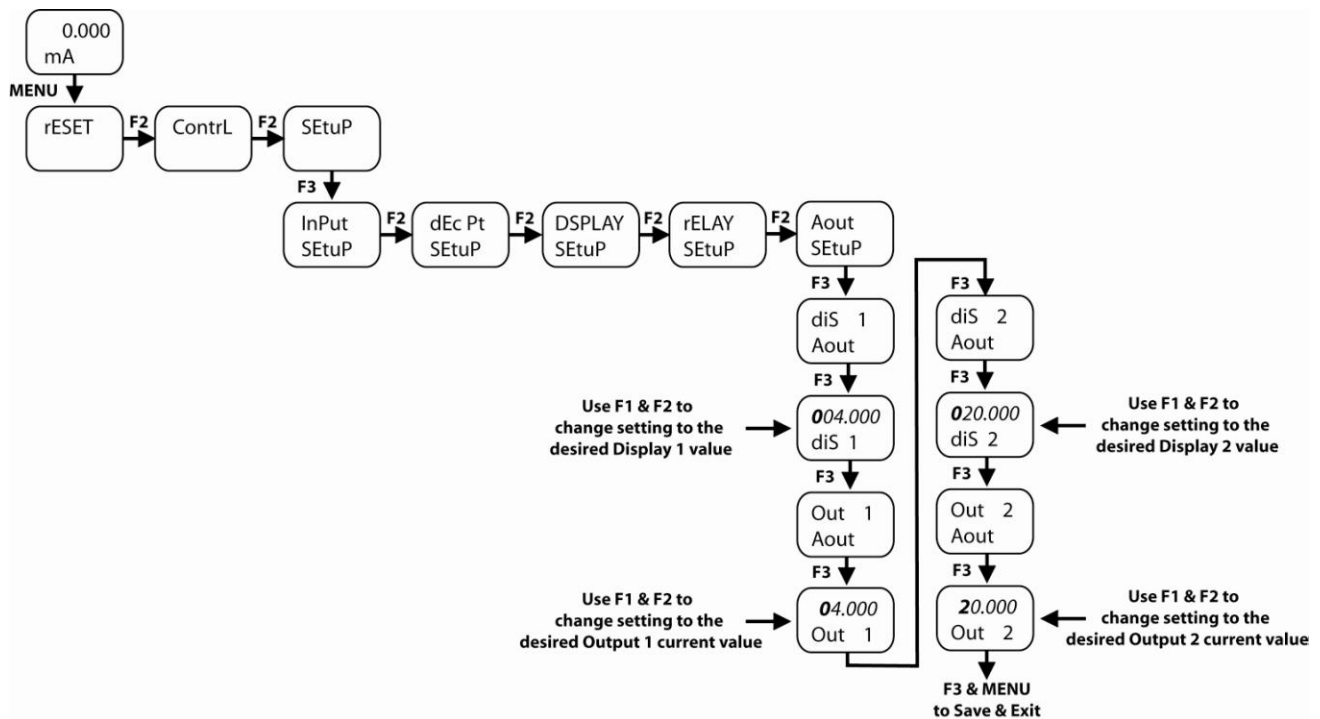 0.000
mA
MENU
rESET
F2
ContrL
F2
SEtuP
F3
InPut
SEtuP
F2
dEc Pt
SEtuP
F2
DSPLAY
SEtuP
F2
rELAY
SEtuP
F2
Aout
SEtuP
F3
diS 1
Aout
F3
Use F1 & F2 to
change setting to the
desired Display 1 value
004.000
diS 1
F3
Out 1
Aout
F3
Use F1 & F2 to
change setting to the
desired Output 1 current value
04.000
Out 1
F3
diS 2
Aout
F3
020.000
diS 2
Use F1 & F2 to
change setting to the
desired Display 2 value
F3
Out 2
Aout
F3
20.000
Out 2
Use F1 & F2 to
change setting to the
desired Output 2 current value
F3 & MENU
to Save & Exit